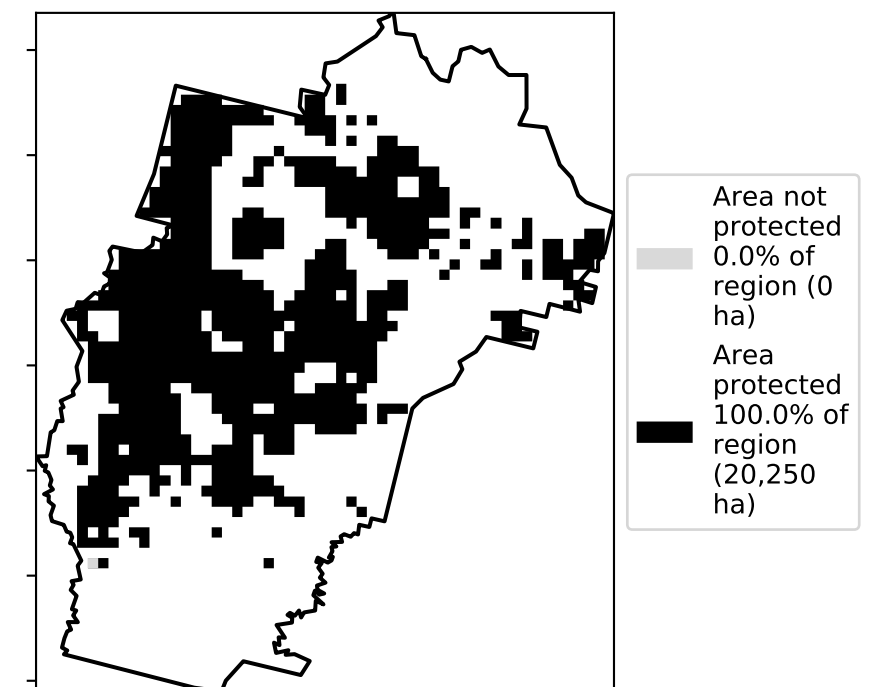 Area not
protected
0.0% of
region (0
ha)
Area
protected
100.0% of
region
(20,250
ha)